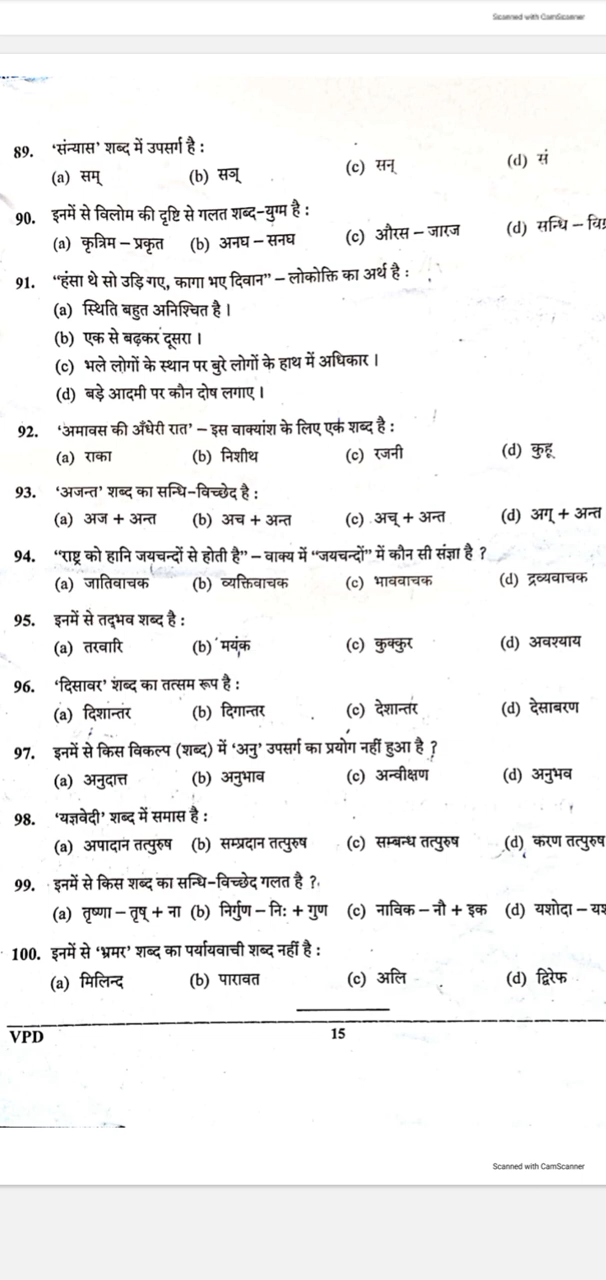 Scanned with CamScanner
89. 'संन्यास' शब्द में उपसर्ग है :
(a) सम् (b) सञ् (c) सन् (d) सं
90. इनमें से विलोम की दृष्टि से गलत शब्द-युग्म है :
(a) कृत्रिम – प्रकृत (b) अनघ – सनघ (c) औरस – जारज (d) सन्धि –
91. "हंसा थे सो उड़ि गए, कागा भए दिवान" – लोकोक्ति का अर्थ है :
(a) स्थिति बहुत अनिश्चित है।
(b) एक से बढ़कर दूसरा।
(c) भले लोगों के स्थान पर बुरे लोगों के हाथ में अधिकार।
(d) बड़े आदमी पर कौन दोष लगाए।
92. 'अमावस की अँधेरी रात' – इस वाक्यांश के लिए एक शब्द है :
(a) राका (b) निशीथ (c) रजनी (d) कुहू
93. 'अजन्त' शब्द का सन्धि-विच्छेद है :
(a) अज + अन्त (b) अच + अन्त (c) अच् + अन्त (d) अग् + अन्त
94. "राष्ट्र को हानि जयचन्दों से होती है" – वाक्य में "जयचन्दों" में कौन सी संज्ञा है ?
(a) जातिवाचक (b) व्यक्तिवाचक (c) भाववाचक (d) द्रव्यवाचक
95. इनमें से तद्भव शब्द है :
(a) तरवारि (b) मयंक (c) कुक्कुर (d) अवश्याय
96. 'दिसावर' शब्द का तत्सम रूप है :
(a) दिशान्तर (b) दिगान्तर (c) देशान्तर (d) देसाबरण
97. इनमें से किस विकल्प (शब्द) में 'अनु' उपसर्ग का प्रयोग नहीं हुआ है ?
(a) अनुदात्त (b) अनुभाव (c) अन्वीक्षण (d) अनुभव
98. 'यज्ञवेदी' शब्द में समास है :
(a) अपादान तत्पुरुष (b) सम्प्रदान तत्पुरुष (c) सम्बन्ध तत्पुरुष (d) करण तत्पुरुष
99. इनमें से किस शब्द का सन्धि-विच्छेद गलत है ?
(a) तृष्णा – तृष् + ना (b) निर्गुण – निः + गुण (c) नाविक – नौ + इक (d) यशोदा –
100. इनमें से 'भ्रमर' शब्द का पर्यायवाची शब्द नहीं है :
(a) मिलिन्द (b) पारावत (c) अलि (d) द्विरेफ
VPD 15
Scanned with CamScanner